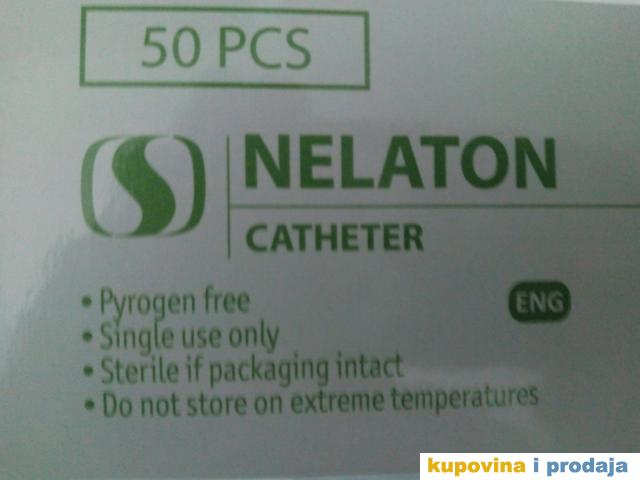 50 PCS
NELATON
CATHETER
• Pyrogen free
ENG
• Single use only
• Sterile if packaging intact
• Do not store on extreme temperatures
kupovina i prodaja